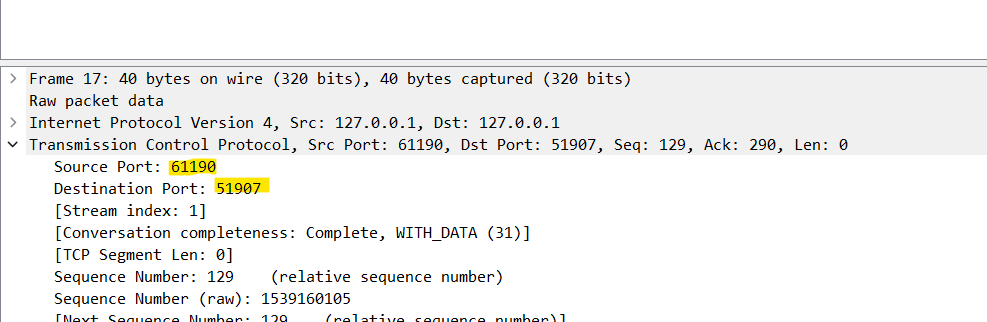 Frame 17: 40 bytes on wire (320 bits), 40 bytes captured (320 bits)
Raw packet data
Internet Protocol Version 4, Src: 127.0.0.1, Dst: 127.0.0.1
Transmission Control Protocol, Src Port: 61190, Dst Port: 51907, Seq: 129, Ack: 290, Len: 0
Source Port: 61190
Destination Port: 51907
[Stream index: 1]
[Conversation completeness: Complete, WITH_DATA (31)]
[TCP Segment Len: 0]
Sequence Number: 129    (relative sequence number)
Sequence Number (raw): 1539160105
[Next Sequence Number: 129    (relative sequence number)]